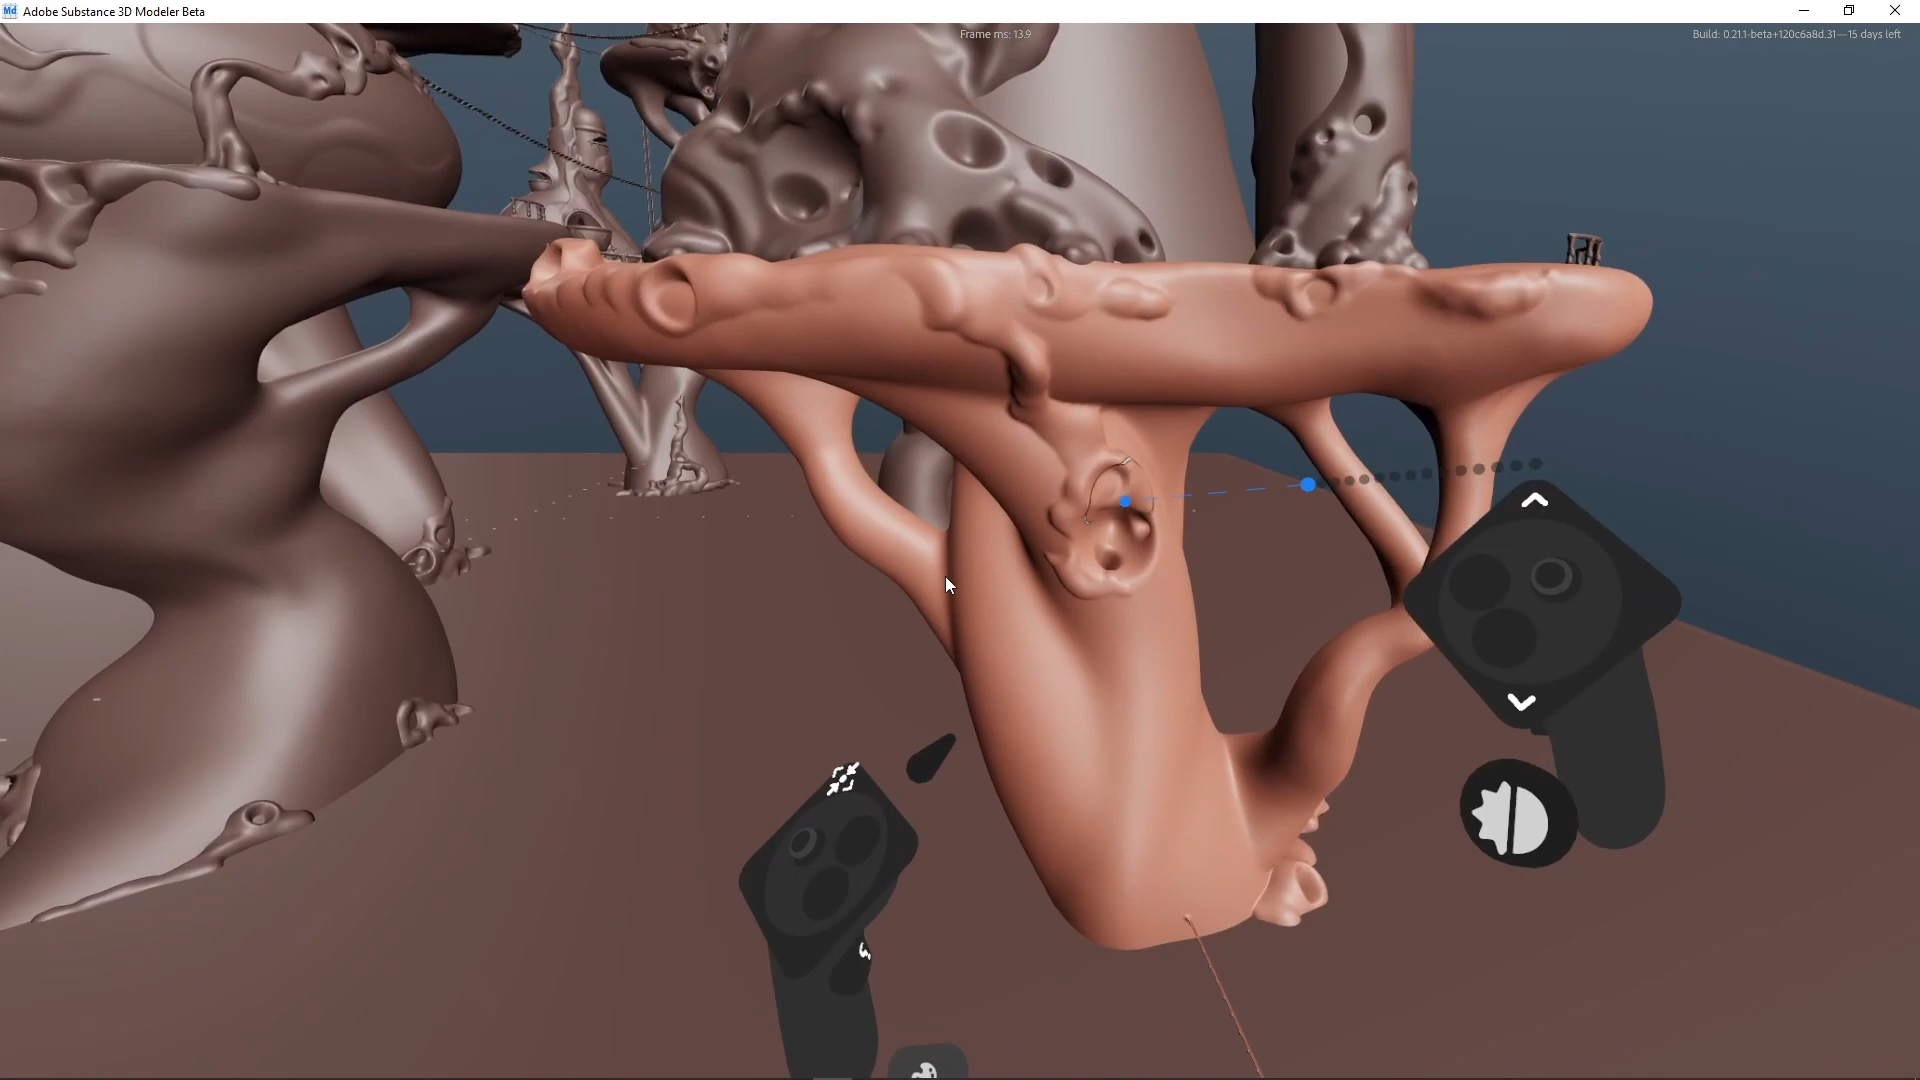 Md Adobe Substance 3D Modeler Beta
Frame ms: 13.9
Build: 0.21.1-beta+120c6a8d.31—15 days left